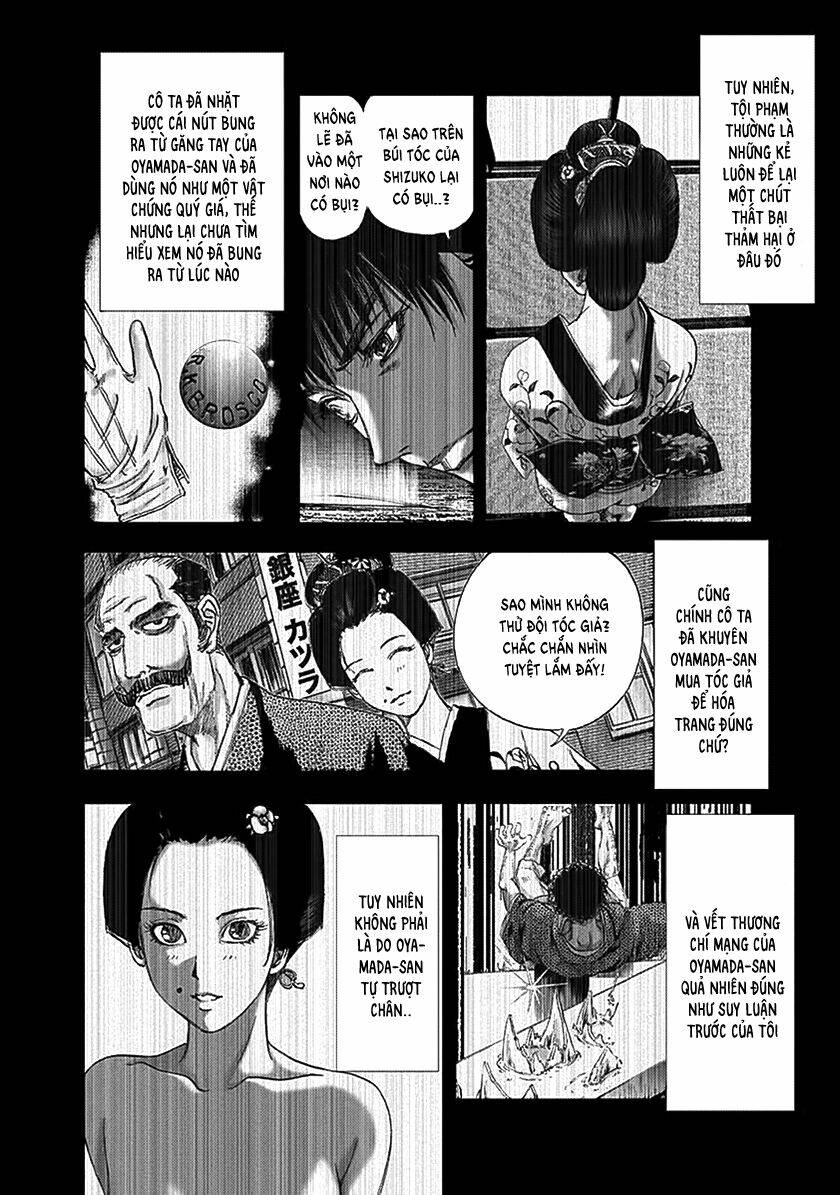 TUY NHIÊN,
TỘI PHẠM
THƯỜNG LÀ
NHỮNG KẺ
LUÔN ĐỂ LẠI
MỘT CHÚT
THẤT BẠI
THẢM HẠI Ở
ĐÂU ĐÓ
TẠI SAO TRÊN
BÚI TÓC CỦA
SHIZUKO LẠI
CÓ BỤI..?
KHÔNG
LẼ ĐÃ
VÀO MỘT
NƠI NÀO
CÓ BỤI?
CÔ TA ĐÃ NHẶT
ĐƯỢC CÁI NÚT BUNG
RA TỪ GĂNG TAY CỦA
OYAMADA-SAN VÀ ĐÃ
DÙNG NÓ NHƯ MỘT VẬT
CHỨNG QUÝ GIÁ, THẾ
NHƯNG LẠI CHƯA TÌM
HIỂU XEM NÓ ĐÃ BUNG
RA TỪ LÚC NÀO
R.K.BROS.CO
CŨNG
CHÍNH CÔ TA
ĐÃ KHUYÊN
OYAMADA-SAN
MUA TÓC GIẢ
ĐỂ HÓA
TRANG ĐÚNG
CHỨ?
SAO MÌNH KHÔNG
THỬ ĐỘI TÓC GIẢ?
CHẮC CHẮN NHÌN
TUYỆT LẮM ĐẤY!
銀座カツラ
VÀ VẾT THƯƠNG
CHÍ MẠNG CỦA
OYAMADA-SAN
QUẢ NHIÊN ĐÚNG
NHƯ SUY LUẬN
TRƯỚC CỦA TÔI
TUY NHIÊN
KHÔNG PHẢI
LÀ DO OYA-
MADA-SAN
TỰ TRƯỢT
CHÂN..